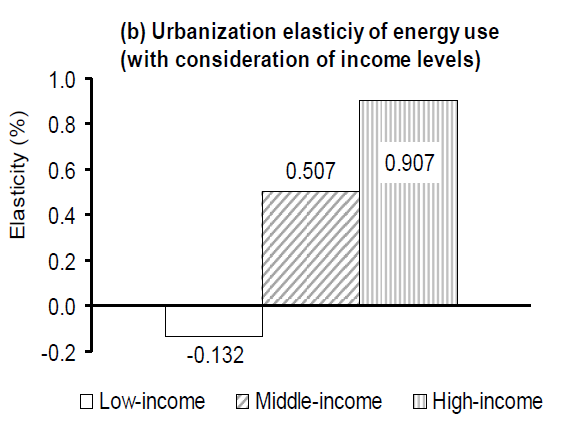 (b) Urbanization elasticiy of energy use
(with consideration of income levels)
Elasticity (%)
1.0
0.8
0.6
0.4
0.2
0.0
-0.2
-0.132
0.507
0.907
Low-income
Middle-income
High-income